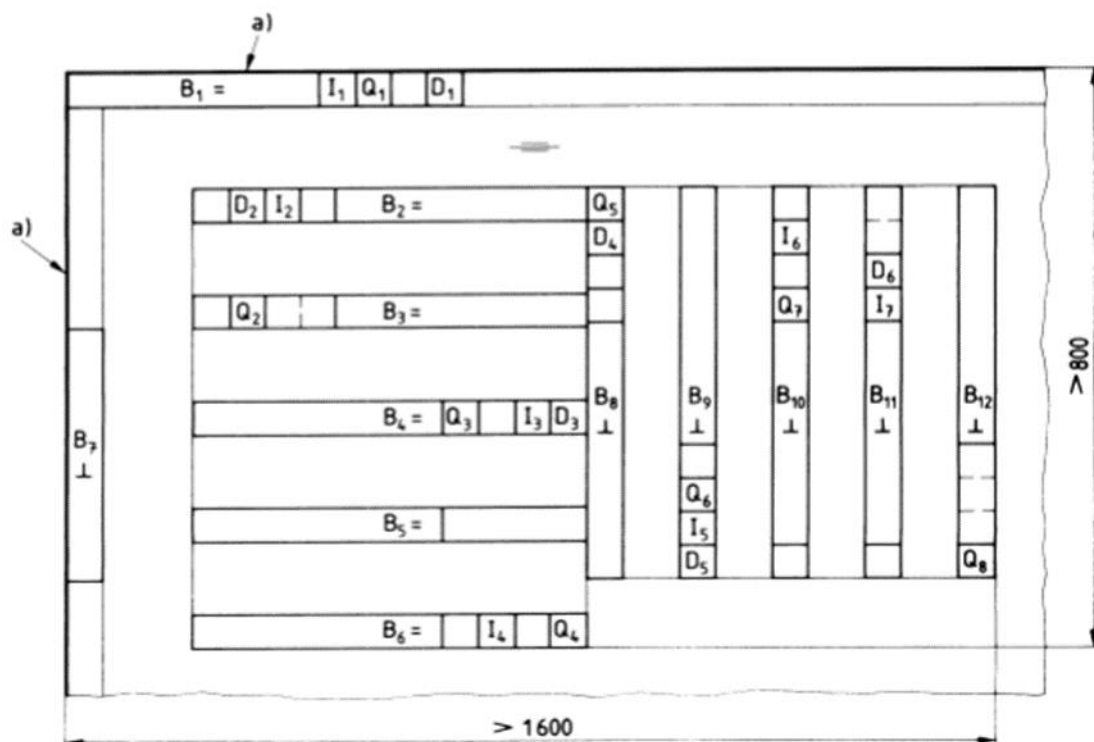 a)
B₁ = I₁ Q₁ D₁
D₂ I₂ B₂ = Q₅
a)
D₄ I₆
D₆
Q₂ B₃ = Q₇ I₇
> 800
B₄ = Q₃ I₃ D₃ B₈ ⊥ B₉ ⊥ B₁₀ ⊥ B₁₁ ⊥ B₁₂ ⊥
B₇ ⊥
Q₆
B₅ = I₅
D₅ Q₈
B₆ = I₄ Q₄
> 1600